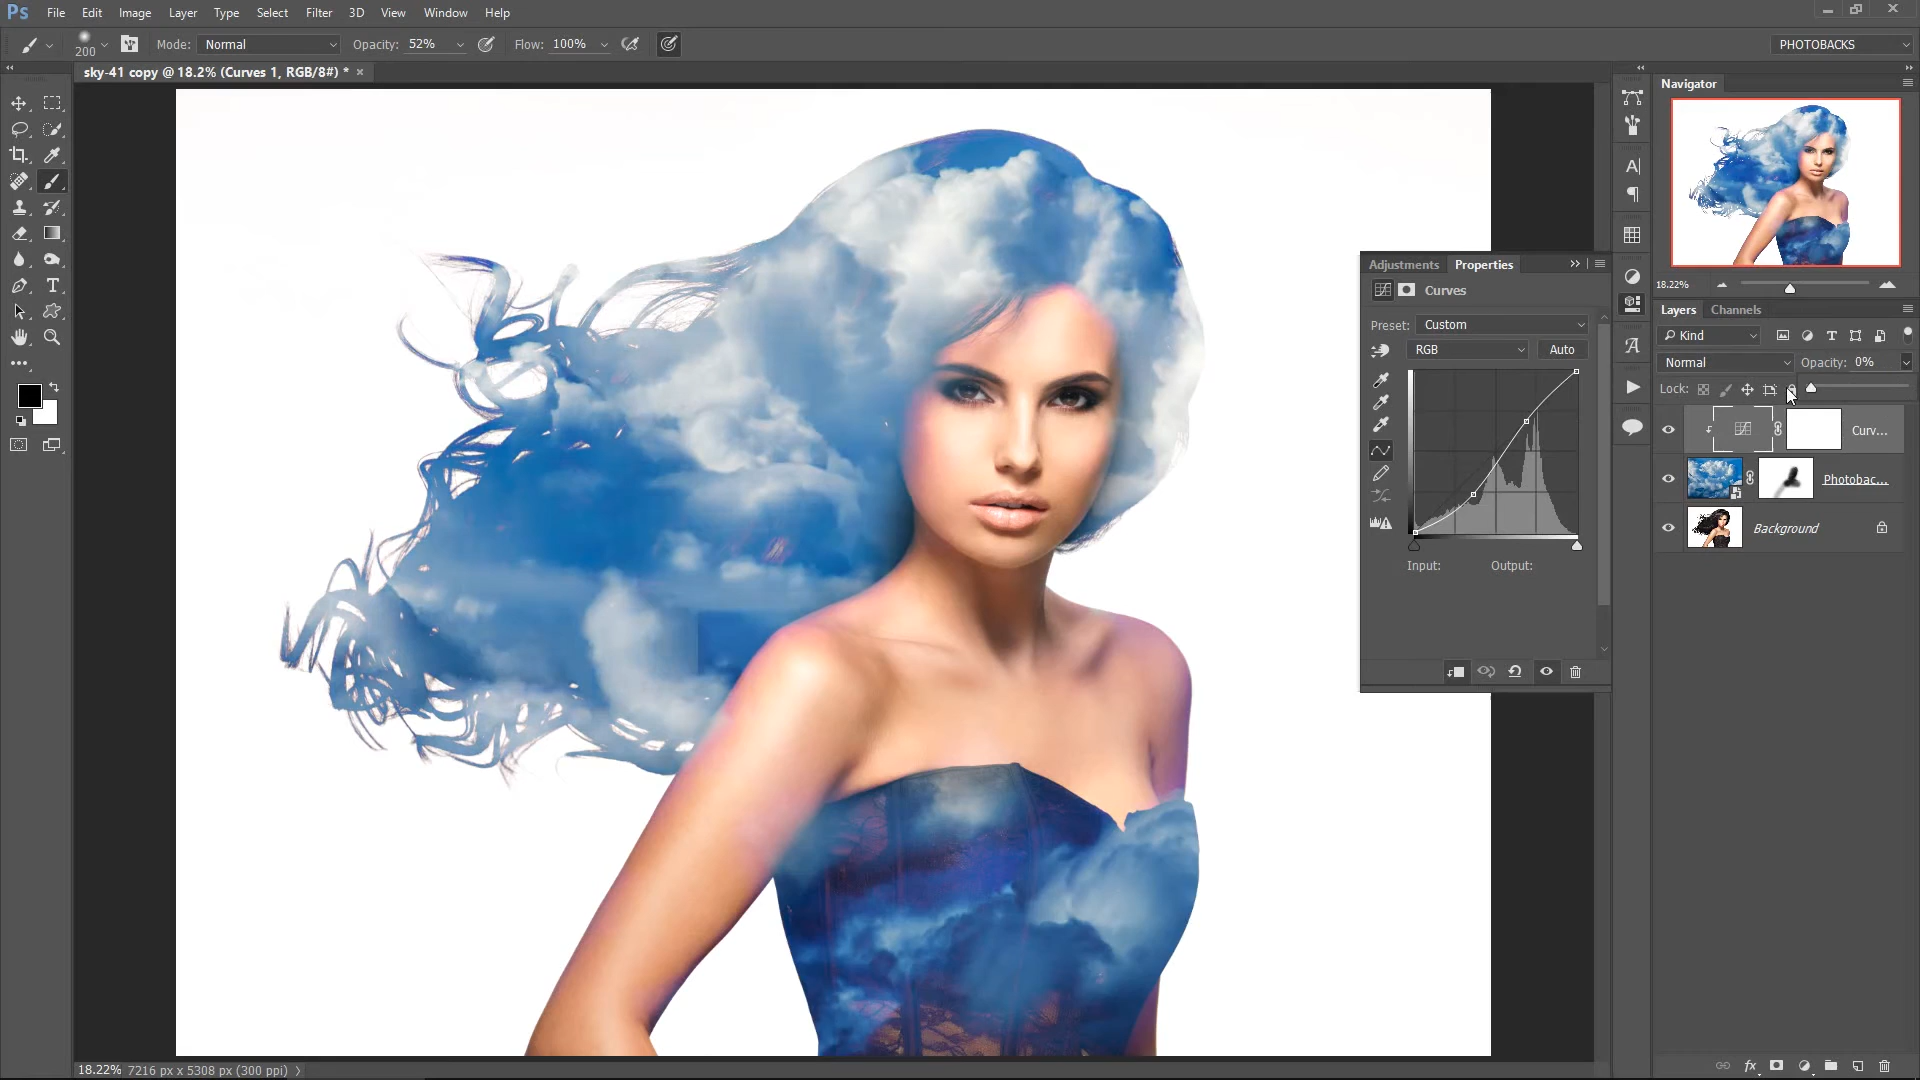 Ps File Edit Image Layer Type Select Filter 3D View Window Help
200 Mode: Normal Opacity: 52% Flow: 100% PHOTOBACKS
sky-41 copy @ 18.2% (Curves 1, RGB/8#) * ×
Navigator
18.22%
Adjustments Properties
Curves
Preset: Custom
RGB Auto
Input: Output:
Layers Channels
Kind
Normal Opacity: 0%
Lock:
Curv...
Photobac...
Background
fx
18.22% 7216 px x 5308 px (300 ppi)